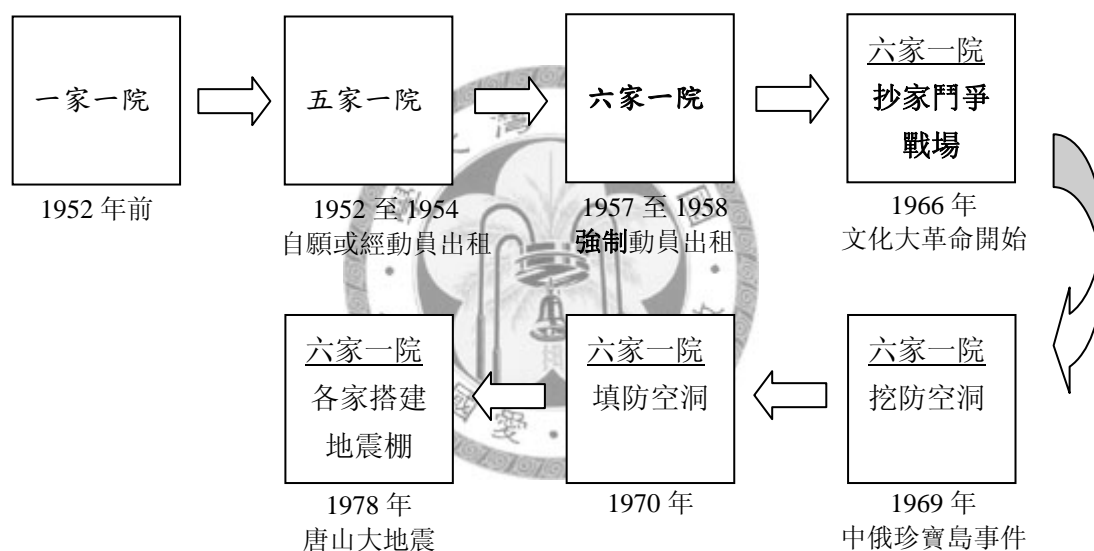 一家一院
1952 年前
五家一院
1952 至 1954
自願或經動員出租
六家一院
1957 至 1958
強制動員出租
六家一院
抄家鬥爭
戰場
1966 年
文化大革命開始
六家一院
挖防空洞
1969 年
中俄珍寶島事件
六家一院
填防空洞
1970 年
六家一院
各家搭建
地震棚
1978 年
唐山大地震
灣
國
愛